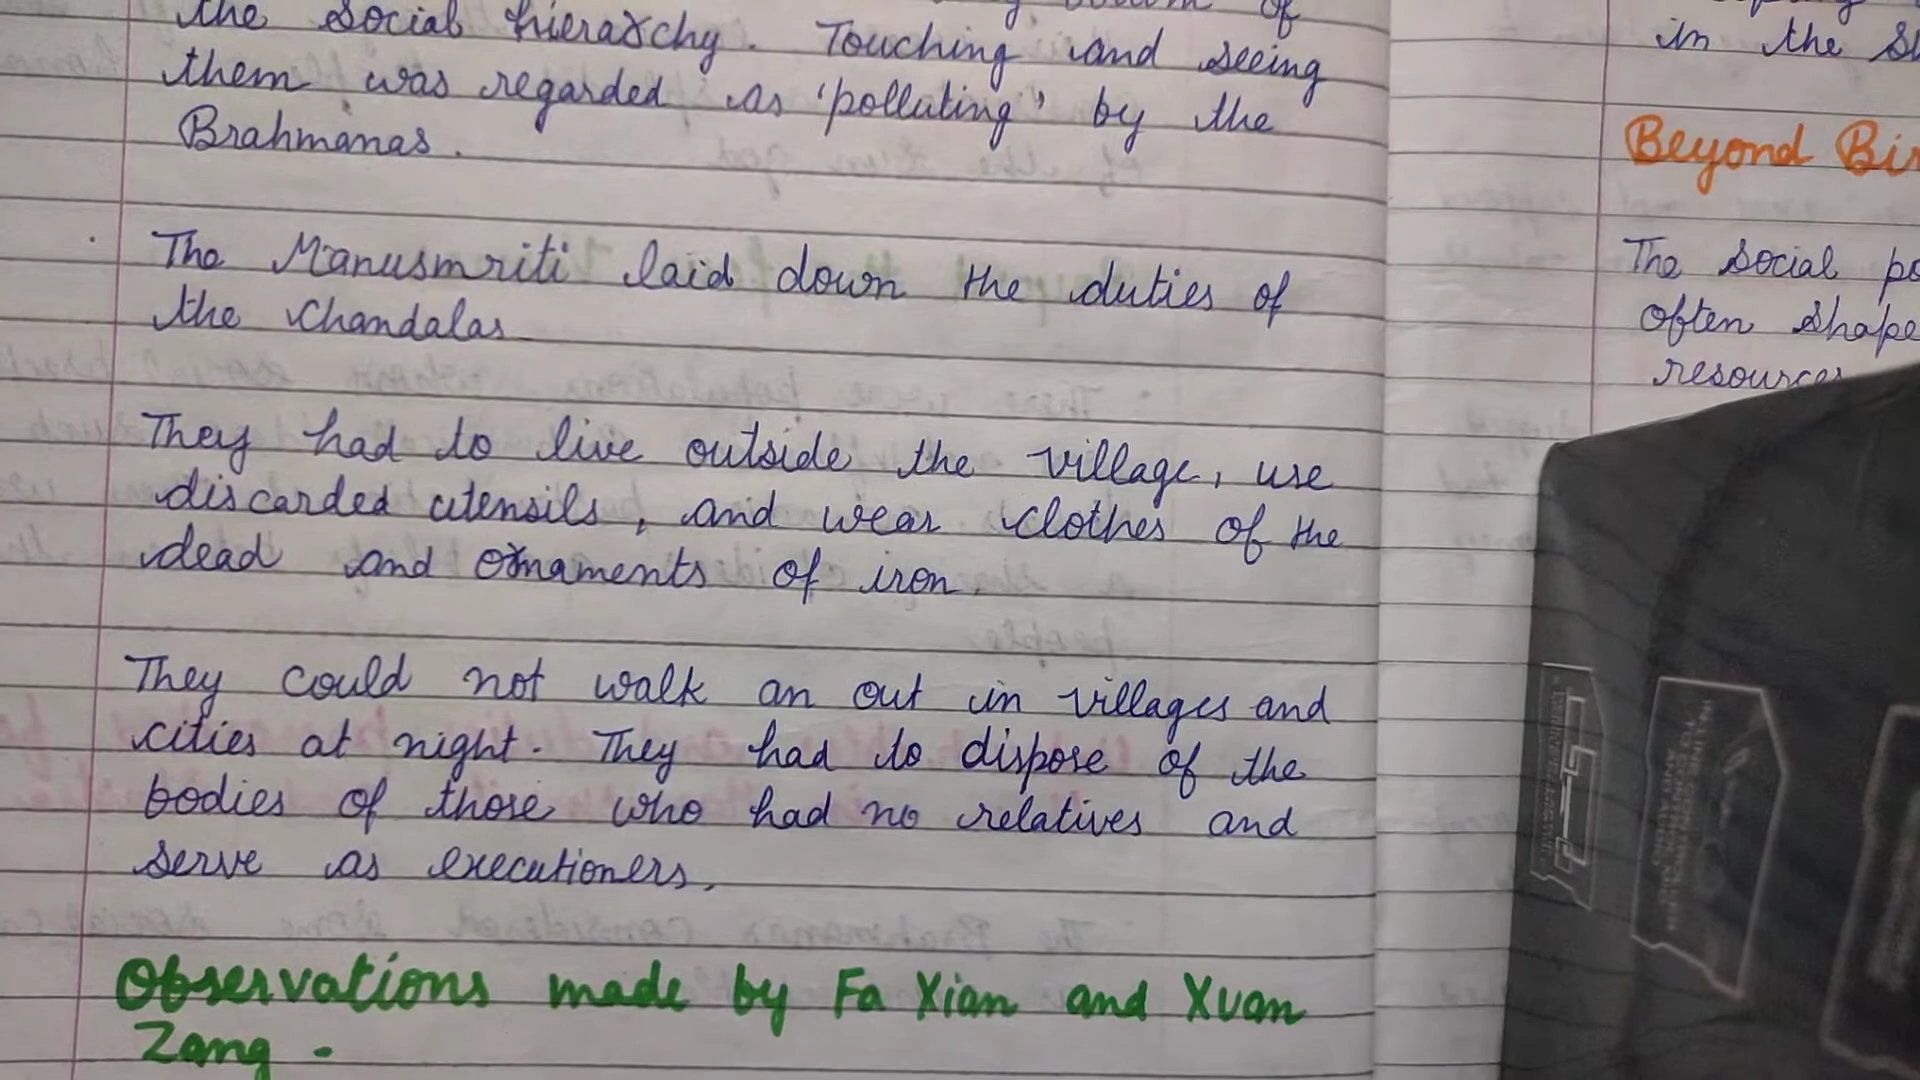 of
the social hierarchy. Touching and seeing
them was regarded as 'polluting' by the
Brahmanas.
The Manusmriti laid down the duties of
the Chandalas
They had to live outside the village, use
discarded utensils, and wear clothes of the
dead and ornaments of iron.
They could not walk an out in villages and
cities at night. They had to dispose of the
bodies of those who had no relatives and
serve as executioners.
Observations made by Fa Xian and Xuan
Zang -
in the
Beyond
The social
often shape
resources